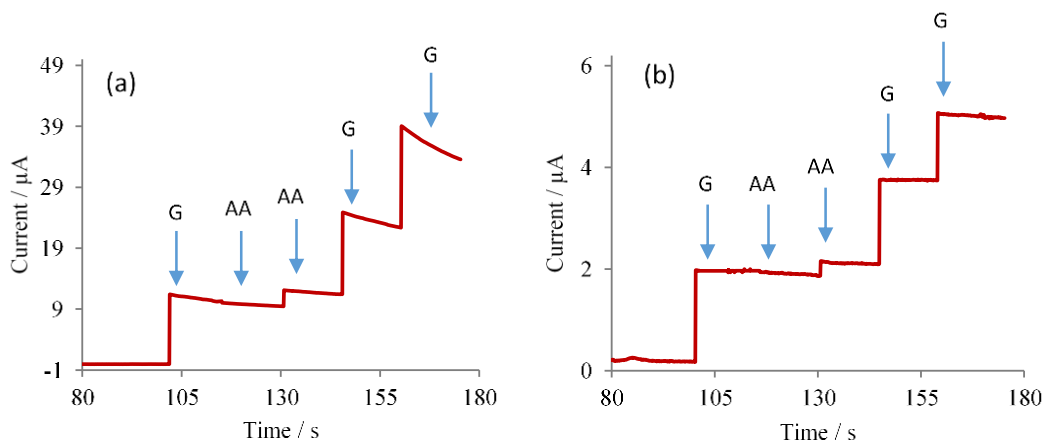 (a)
Current / µA
49
39
29
19
9
-1
G
AA
AA
G
G
80
105
130
155
180
Time / s
(b)
Current / µA
6
4
2
0
G
AA
AA
G
G
80
105
130
155
180
Time / s